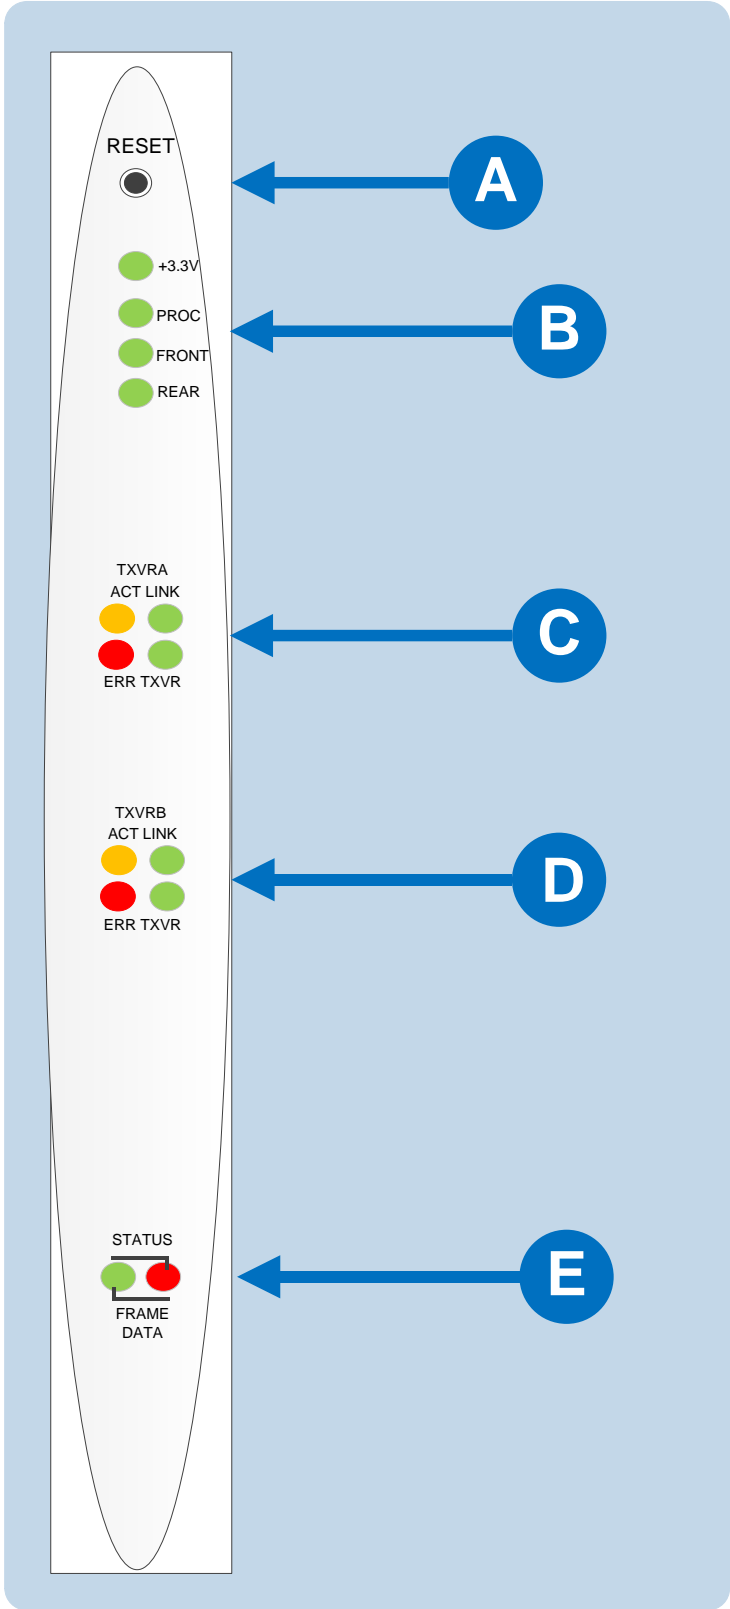 RESET
A
+3.3V
PROC
B
FRONT
REAR
TXVRA
ACT LINK
C
ERR TXVR
TXVRB
ACT LINK
D
ERR TXVR
STATUS
E
FRAME
DATA